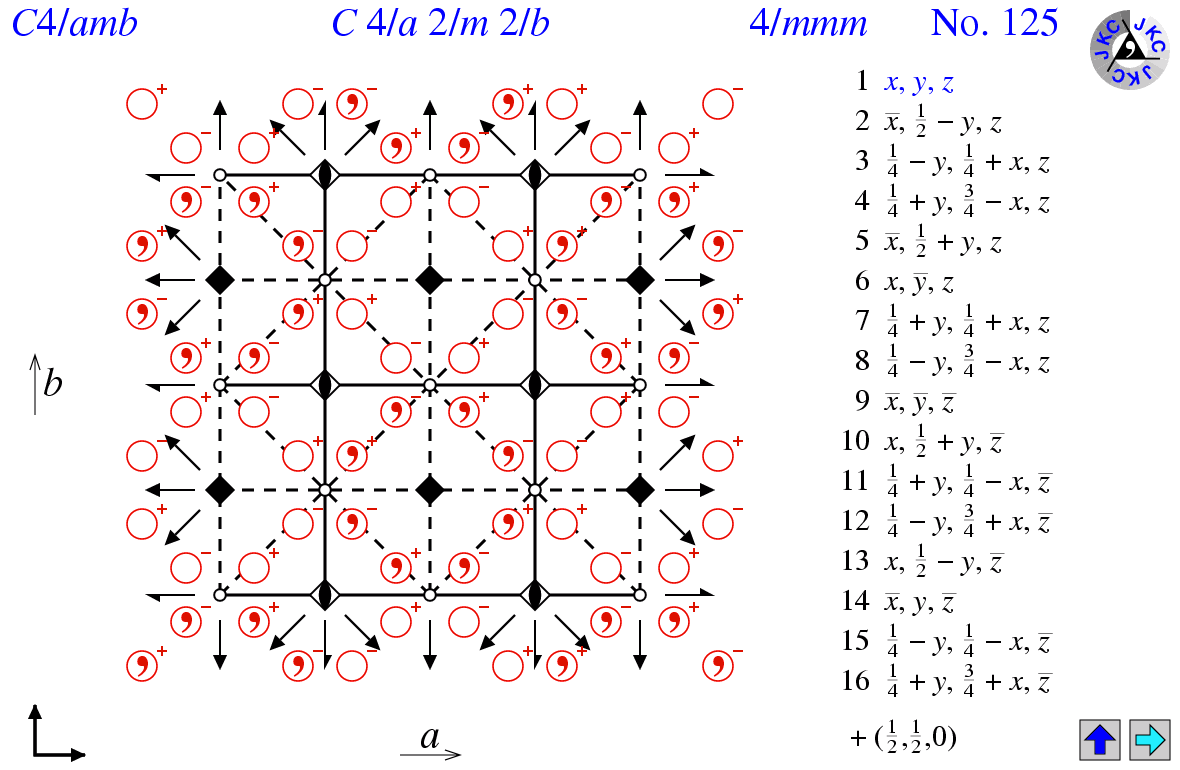 C4/amb C 4/a 2/m 2/b 4/mmm No. 125
JKC JKC JKC
1 x, y, z
2 x̅, 1/2 − y, z
3 1/4 − y, 1/4 + x, z
4 1/4 + y, 3/4 − x, z
5 x̅, 1/2 + y, z
6 x, y̅, z
7 1/4 + y, 1/4 + x, z
8 1/4 − y, 3/4 − x, z
9 x̅, y̅, z̅
10 x, 1/2 + y, z̅
11 1/4 + y, 1/4 − x, z̅
12 1/4 − y, 3/4 + x, z̅
13 x, 1/2 − y, z̅
14 x̅, y, z̅
15 1/4 − y, 1/4 − x, z̅
16 1/4 + y, 3/4 + x, z̅
+ (1/2,1/2,0)
b
a